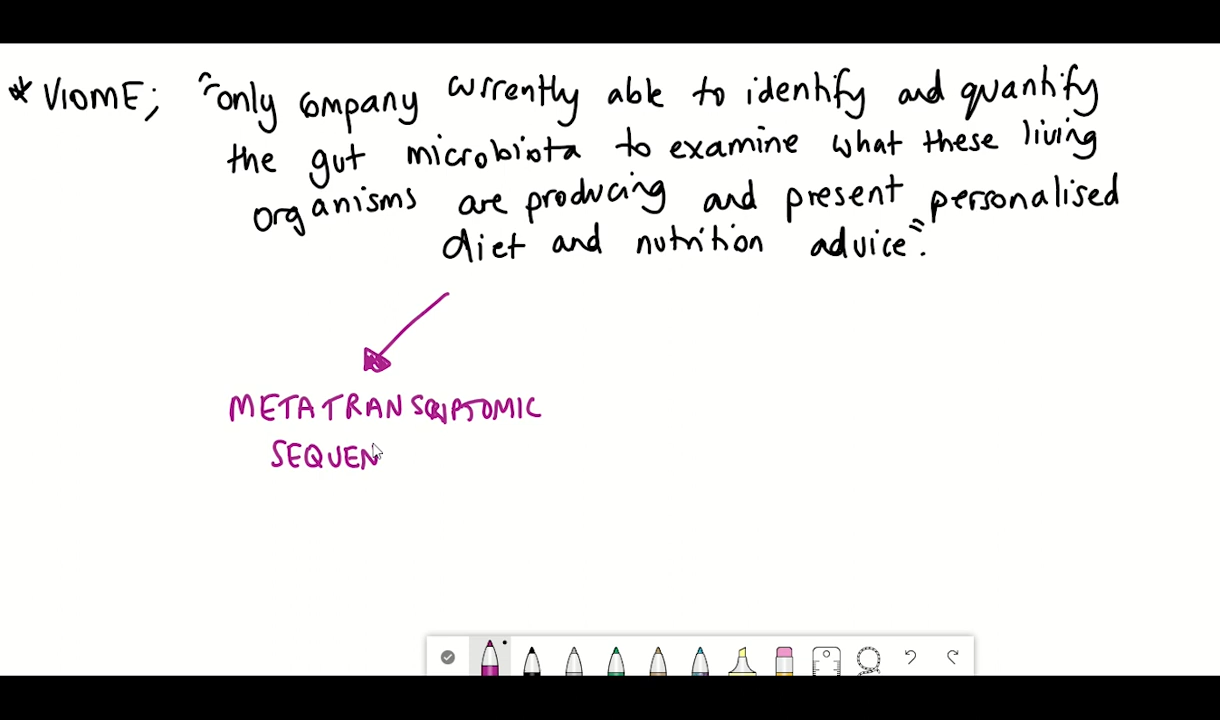 * VIOME; "only company currently able to identify and quantify
the gut microbiota to examine what these living
organisms are producing and present personalised
diet and nutrition advice".
METATRANSCRIPTOMIC
SEQUEN